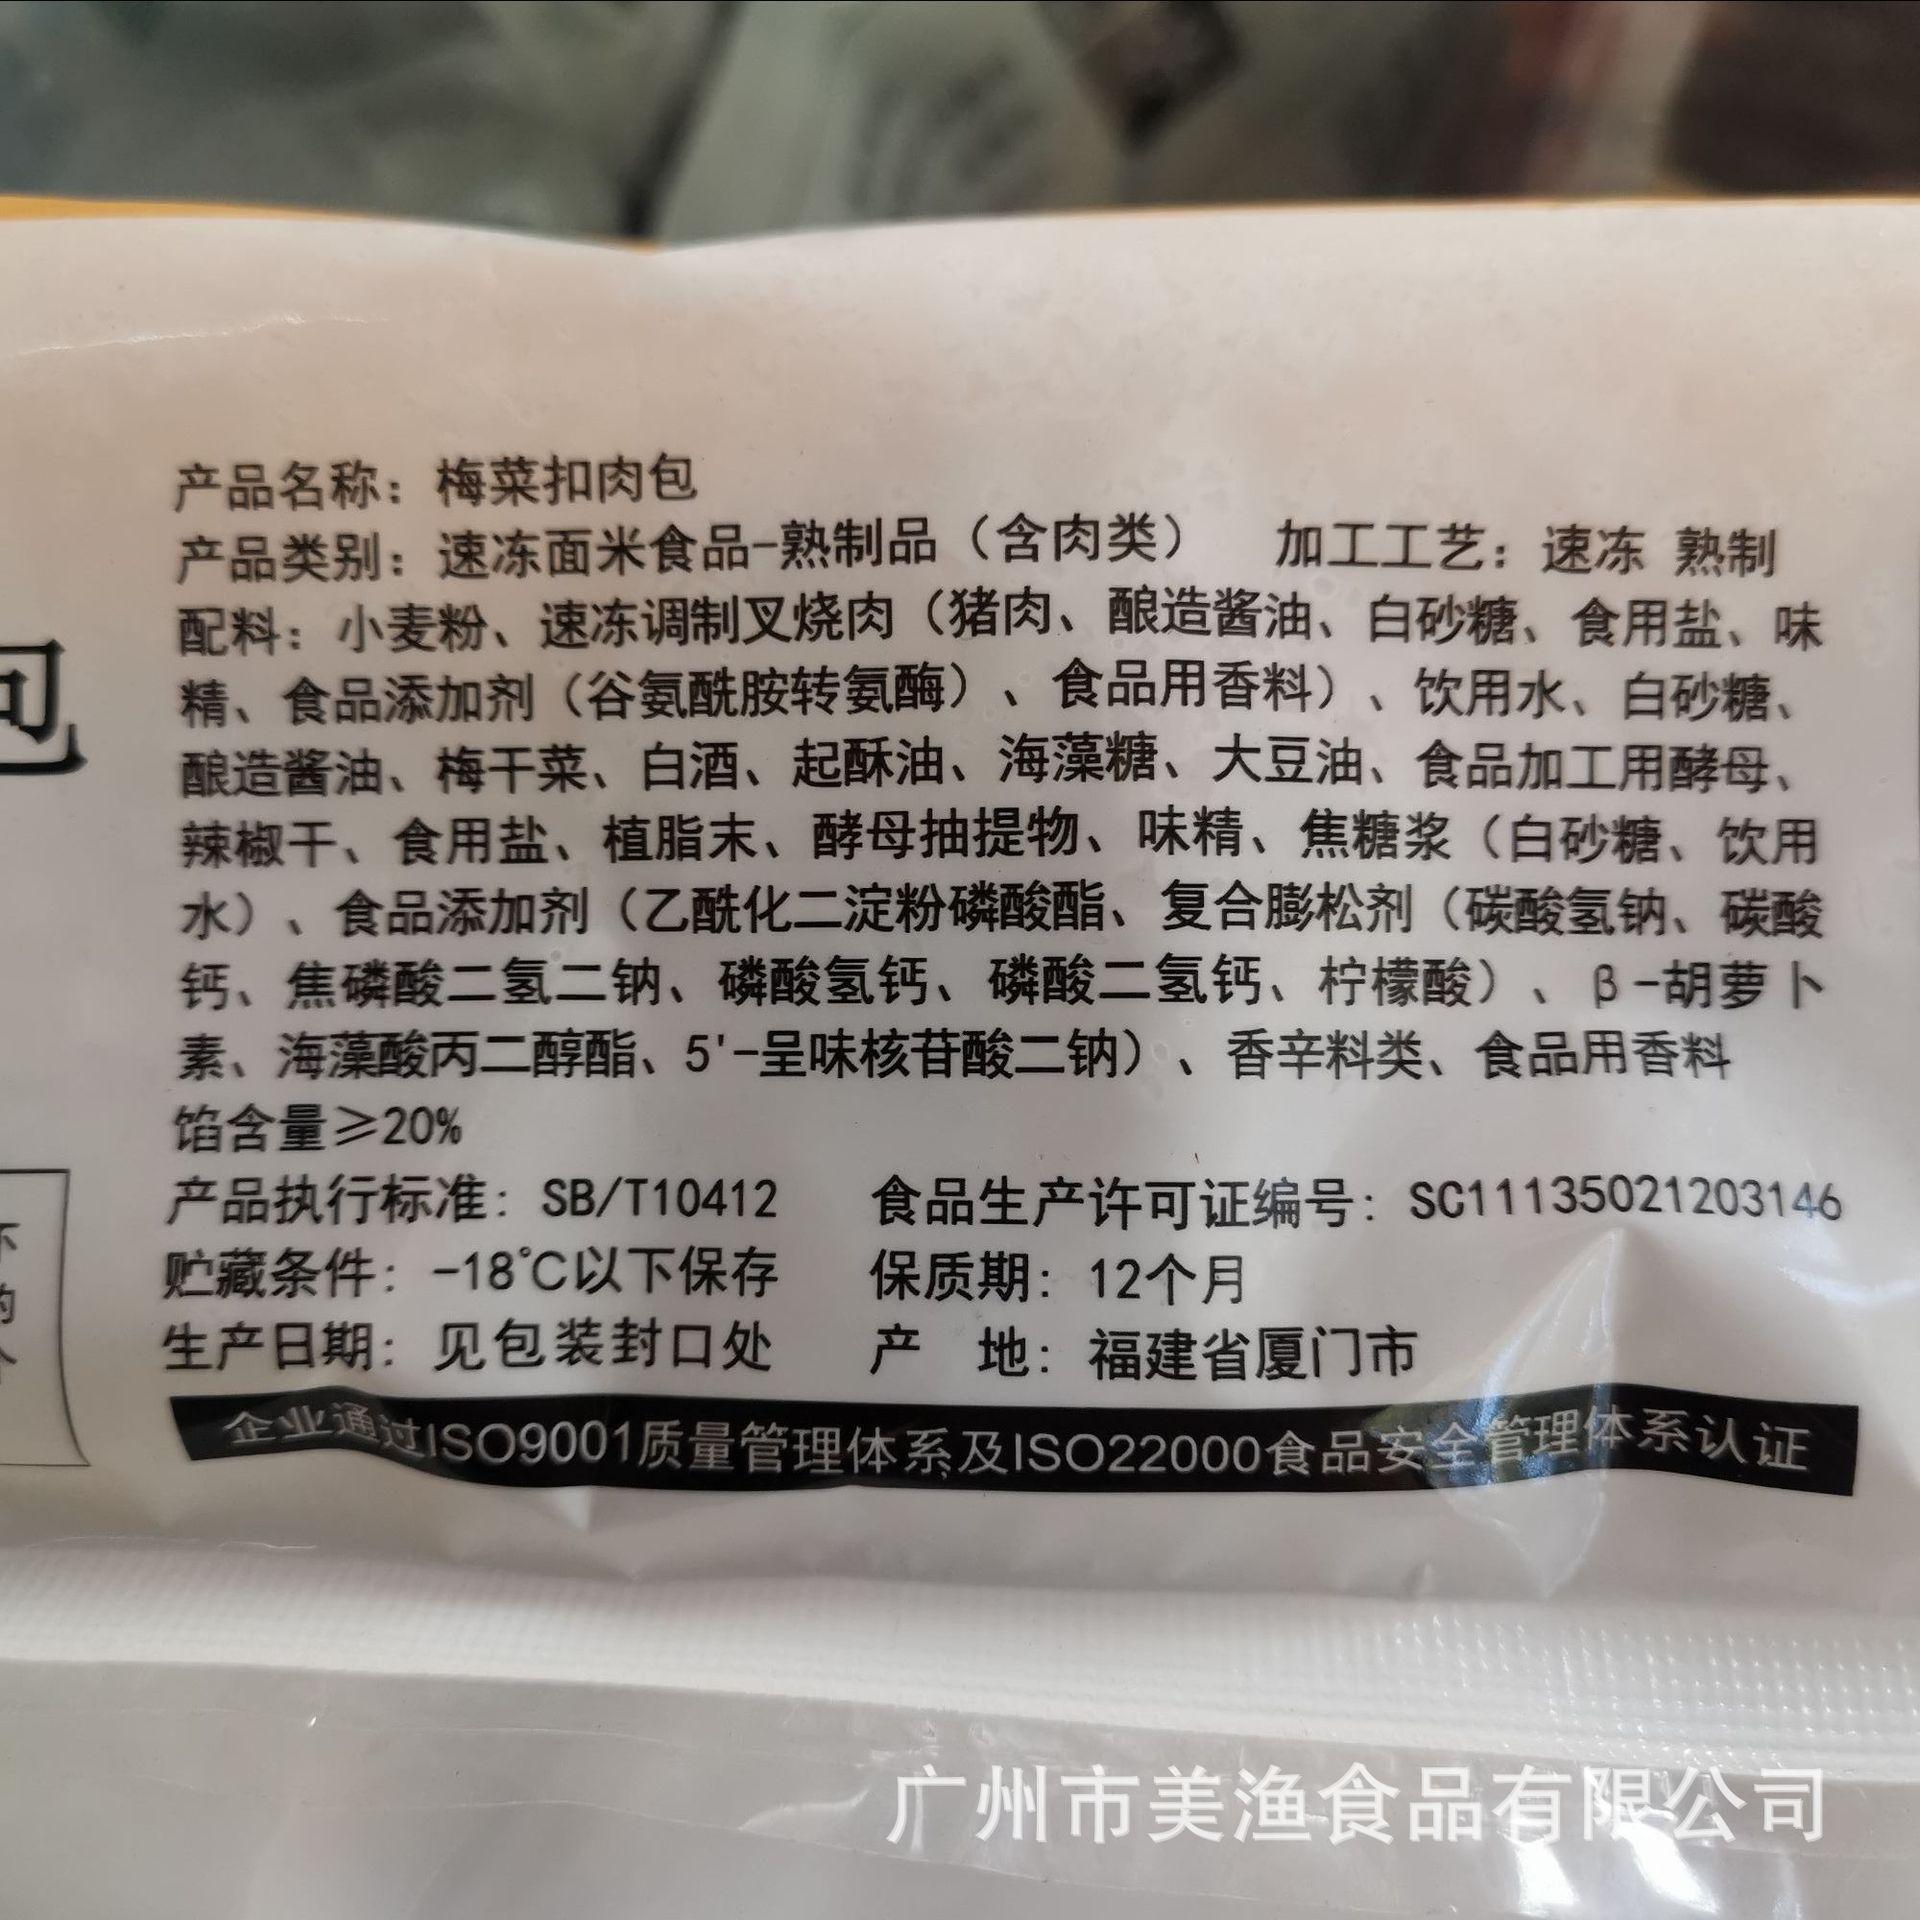 产品名称：梅菜扣肉包
产品类别：速冻面米食品-熟制品（含肉类） 加工工艺：速冻 熟制
配料：小麦粉、速冻调制叉烧肉（猪肉、酿造酱油、白砂糖、食用盐、味
精、食品添加剂（谷氨酰胺转氨酶）、食品用香料）、饮用水、白砂糖、
酿造酱油、梅干菜、白酒、起酥油、海藻糖、大豆油、食品加工用酵母、
辣椒干、食用盐、植脂末、酵母抽提物、味精、焦糖浆（白砂糖、饮用
水）、食品添加剂（乙酰化二淀粉磷酸酯、复合膨松剂（碳酸氢钠、碳酸
钙、焦磷酸二氢二钠、磷酸氢钙、磷酸二氢钙、柠檬酸）、β-胡萝卜
素、海藻酸丙二醇酯、5'-呈味核苷酸二钠）、香辛料类、食品用香料
馅含量≥20%
产品执行标准：SB/T10412 食品生产许可证编号：SC11135021203146
贮藏条件：-18℃以下保存 保质期：12个月
生产日期：见包装封口处 产 地：福建省厦门市
企业通过ISO9001质量管理体系及ISO22000食品安全管理体系认证
包
广州市美渔食品有限公司